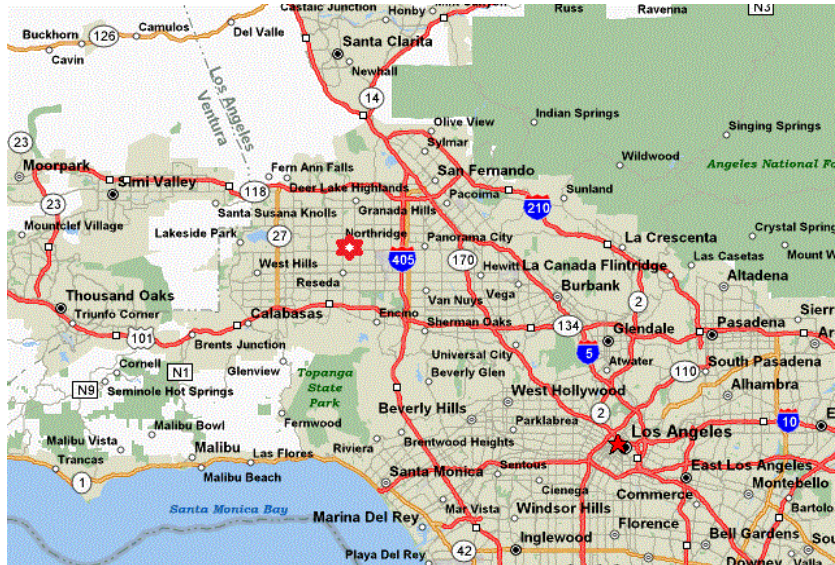 Castaic Junction
Honby
Russ
Ravenna
N3
Buckhorn
126
Camulos
Del Valle
Cavin
Santa Clarita
Newhall
14
Los Angeles
Ventura
Olive View
Indian Springs
Singing Springs
23
Sylmar
Moorpark
Fern Ann Falls
San Fernando
Wildwood
Angeles National Fo
Simi Valley
118
Deer Lake Highlands
Pacoima
210
Sunland
23
Santa Susana Knolls
Granada Hills
Mountclef Village
Lakeside Park
27
Northridge
Panorama City
La Crescenta
Crystal Spring
West Hills
405
170
Hewitt
La Canada Flintridge
Las Casetas
Mount W
Reseda
Vega
Burbank
Altadena
Thousand Oaks
Van Nuys
Triunfo Corner
Calabasas
Encino
2
Sierr
101
Brents Junction
Sherman Oaks
134
Glendale
Pasadena
Ar
Cornell
Glenview
Universal City
5
Atwater
South Pasadena
N9
N1
Topanga
State
Park
Beverly Glen
110
Seminole Hot Springs
West Hollywood
Alhambra
Malibu Bowl
Fernwood
Beverly Hills
Parklabrea
2
10
Malibu Vista
Malibu
Riviera
Brentwood Heights
Los Angeles
E
Trancas
Las Flores
1
Malibu Beach
Santa Monica
Sentous
East Los Angeles
Cienega
Montebello
Santa Monica Bay
Mar Vista
Windsor Hills
Commerce
Bartolo
Marina Del Rey
Florence
Bell Gardens
Sou
Playa Del Rey
42
Inglewood
Downey
Valla